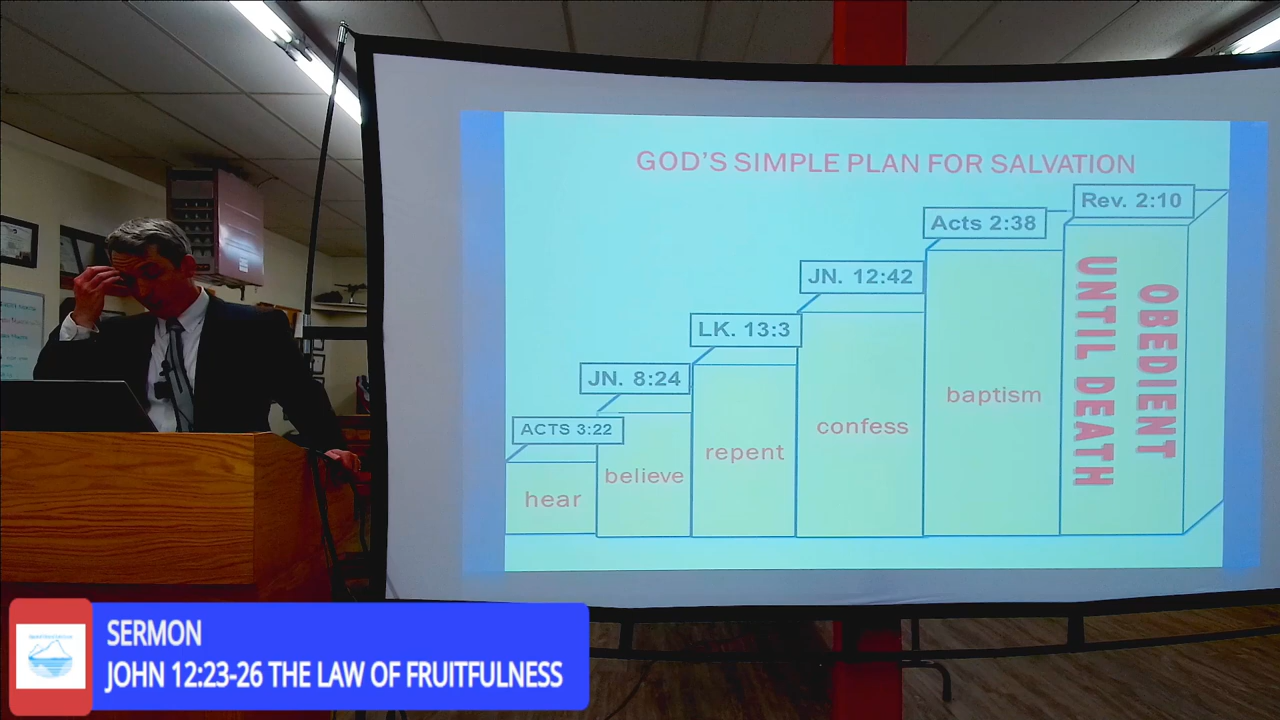 GOD'S SIMPLE PLAN FOR SALVATION
Rev. 2:10
Acts 2:38
JN. 12:42
LK. 13:3
JN. 8:24
ACTS 3:22
hear
believe
repent
confess
baptism
OBEDIENT
UNTIL DEATH
SERMON
JOHN 12:23-26 THE LAW OF FRUITFULNESS